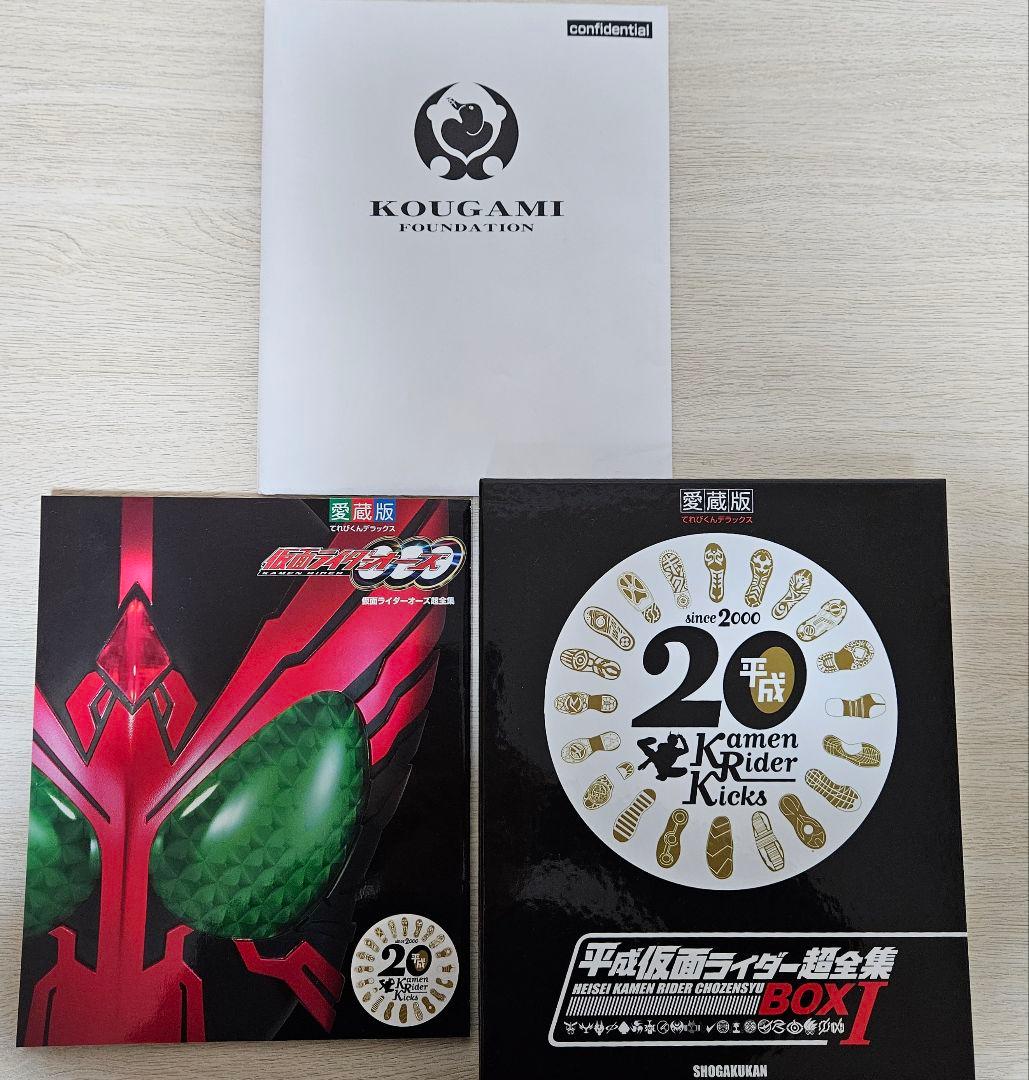 confidential
KOUGAMI
FOUNDATION
愛蔵版
てれびくんデラックス
仮面ライダーオーズ
KAMEN RIDER
仮面ライダーオーズ超全集
since2000
20
平成
Kamen
Rider
Kicks
愛蔵版
てれびくんデラックス
since2000
20
平成
Kamen
Rider
Kicks
平成仮面ライダー超全集
HEISEI KAMEN RIDER CHOZENSYU
BOX I
SHOGAKUKAN